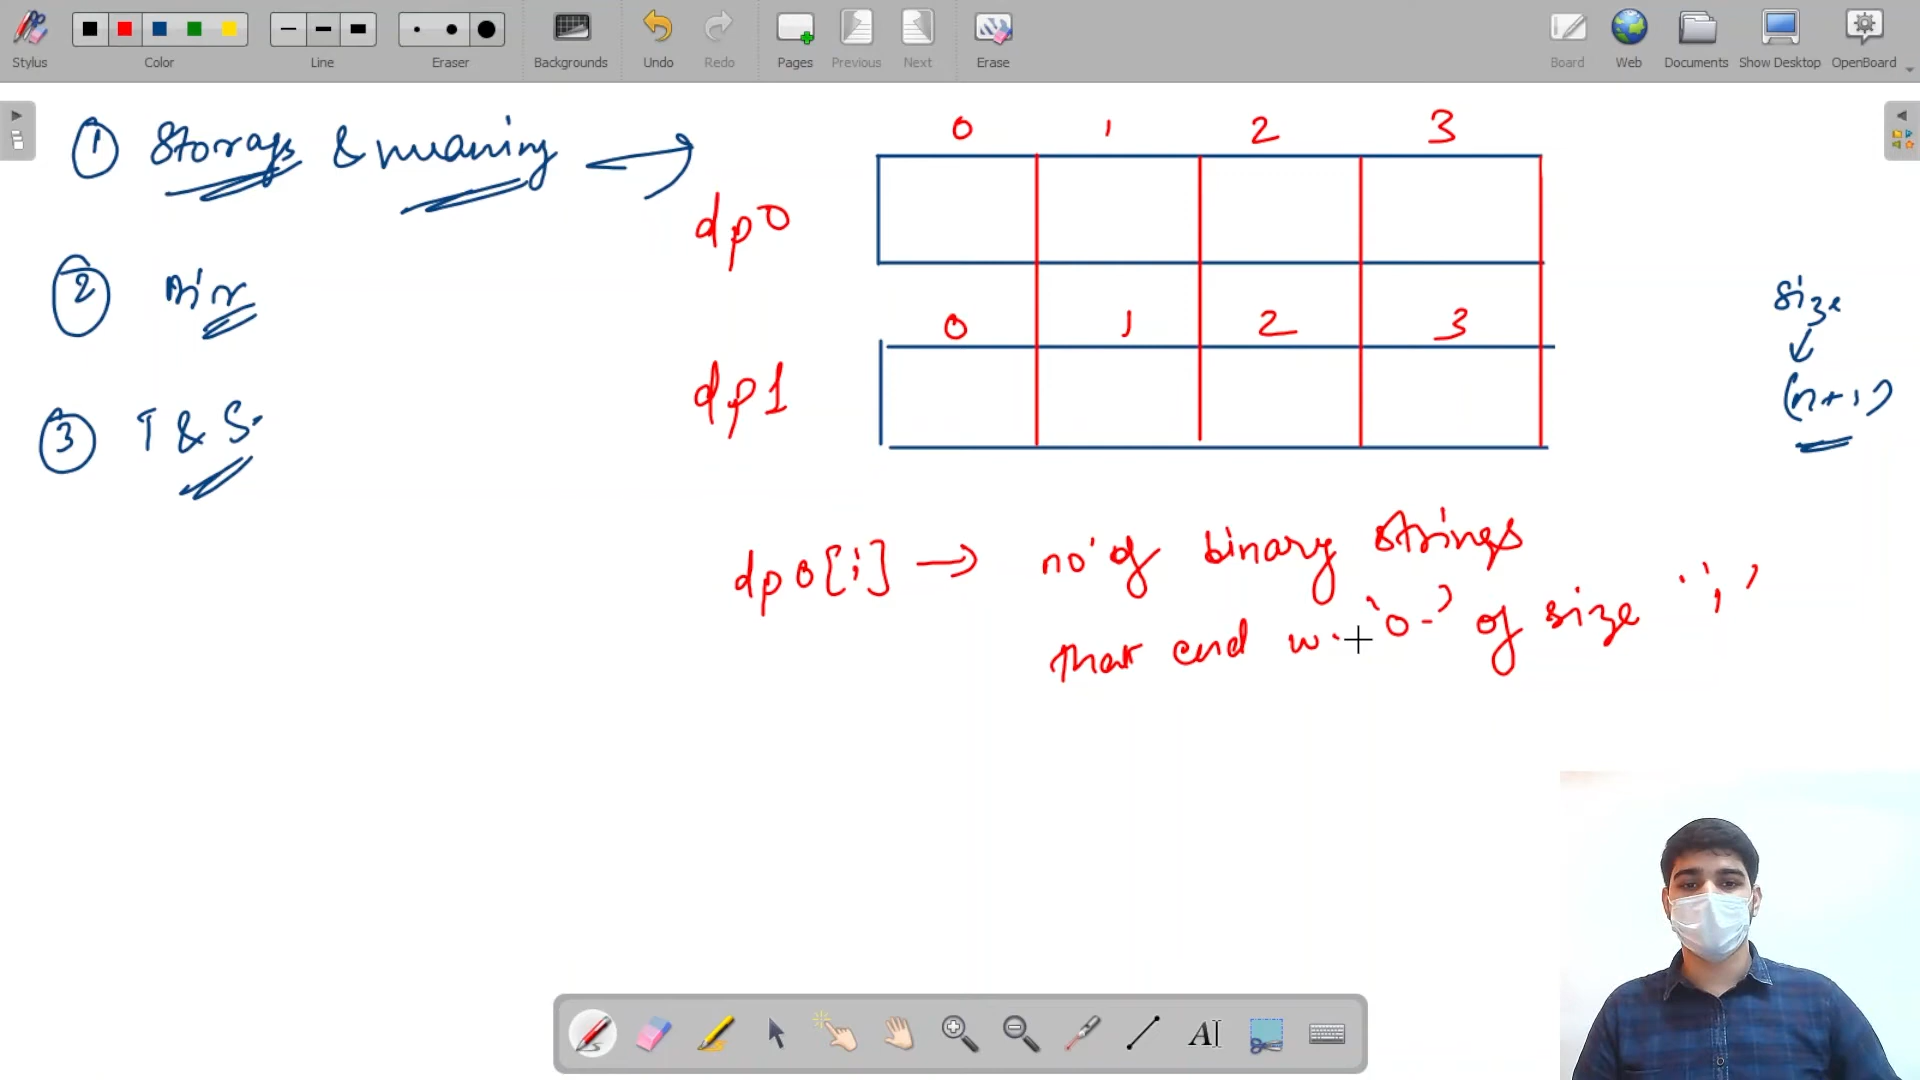 Stylus
Color
Line
Eraser
Backgrounds
Undo
Redo
Pages
Previous
Next
Erase
Board
Web
Documents
Show Desktop
OpenBoard
① Storage & meaning →
0 1 2 3
dp0
② Dir
0 1 2 3
dp1
size
↓
(n+1)
③ T & S.
dp0[i] → no' of binary strings
that end w. '0-' of size 'i'
AI